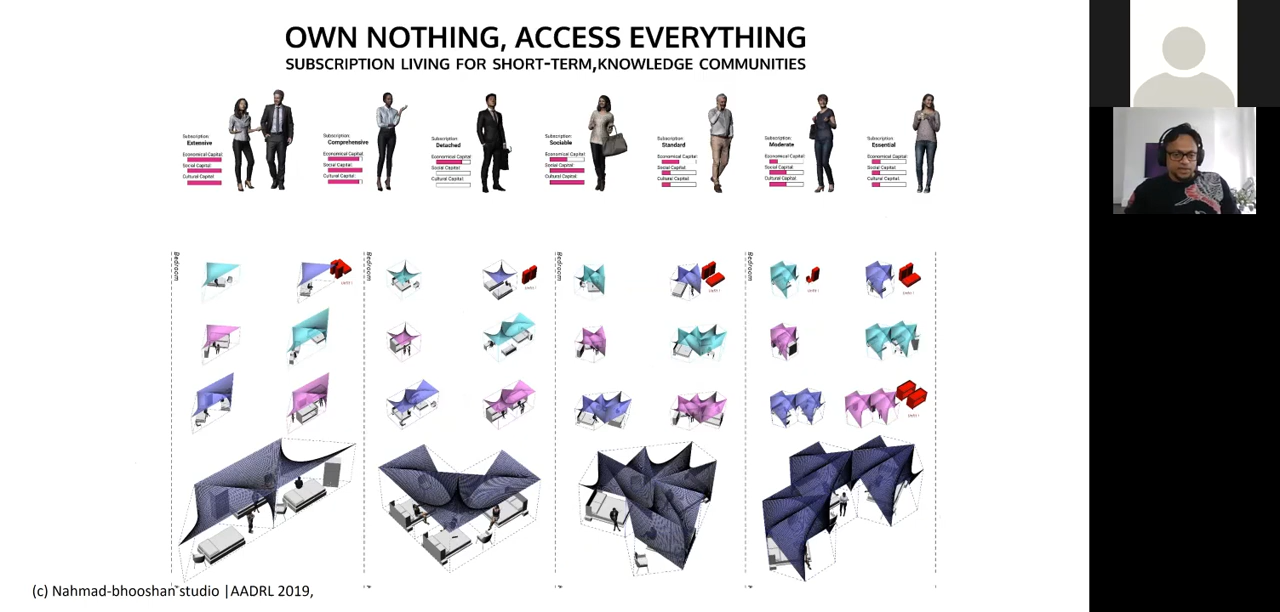 OWN NOTHING, ACCESS EVERYTHING
SUBSCRIPTION LIVING FOR SHORT-TERM,KNOWLEDGE COMMUNITIES
Subscription:
Extensive
Economical Capital:
Social Capital:
Cultural Capital:
Subscription:
Comprehensive
Economical Capital:
Social Capital:
Cultural Capital:
Subscription:
Detached
Economical Capital:
Social Capital:
Cultural Capital:
Subscription:
Sociable
Economical Capital:
Social Capital:
Cultural Capital:
Subscription:
Standard
Economical Capital:
Social Capital:
Cultural Capital:
Subscription:
Moderate
Economical Capital:
Social Capital:
Cultural Capital:
Subscription:
Essential
Economical Capital:
Social Capital:
Cultural Capital:
Bedroom
Bedroom
Bedroom
Bedroom
(c) Nahmad-bhooshan studio |AADRL 2019,